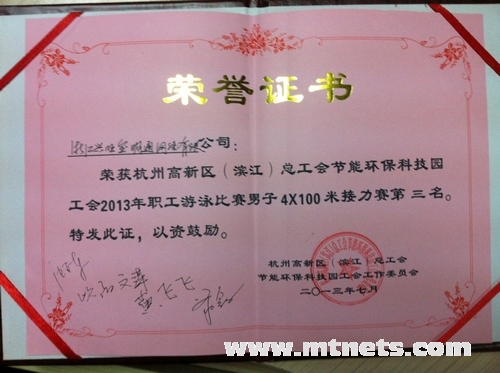 荣誉证书
公司：
荣获杭州高新区（滨江）总工会节能环保科技园
工会2013年职工游泳比赛男子4X100米接力赛第三名。
特发此证，以资鼓励。
杭州高新区（滨江）总工会
节能环保科技园工会工作委员会
二〇一三年七月
www.mtnets.com